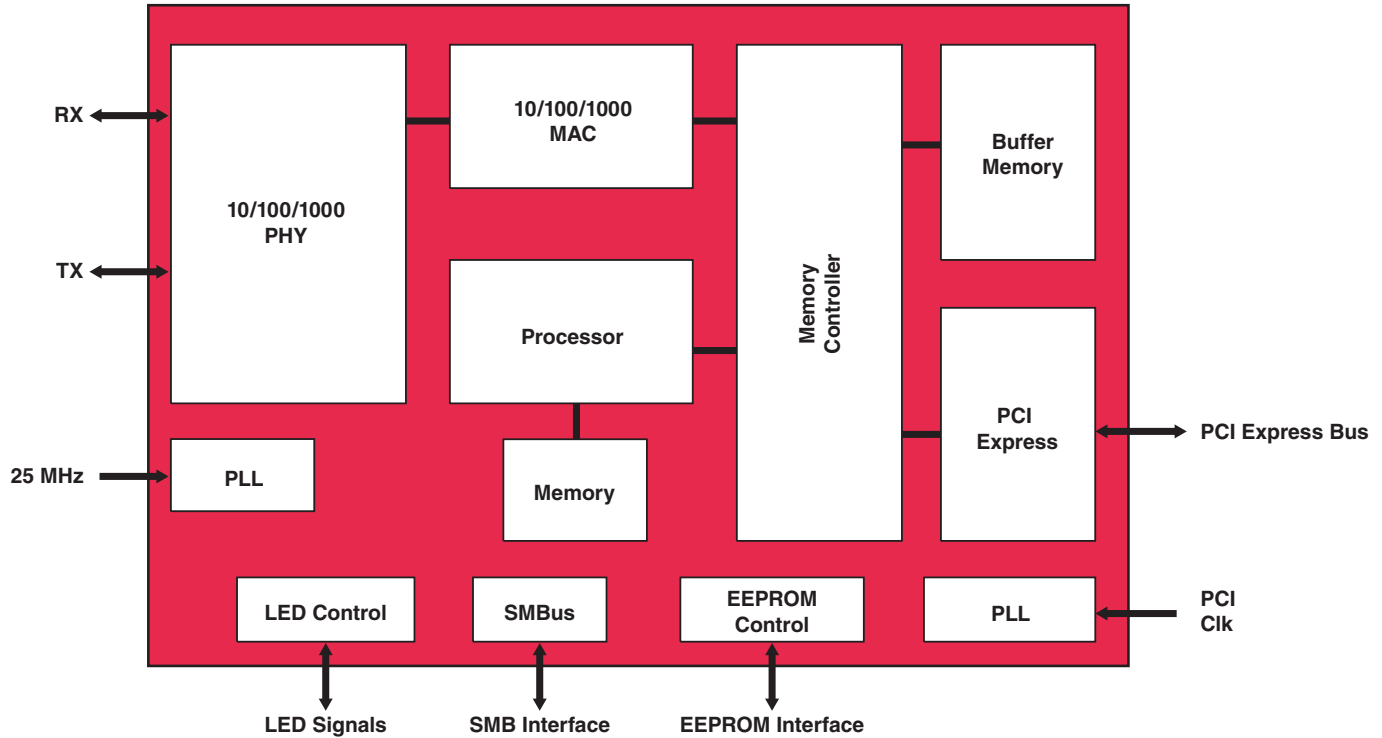 RX
TX
25 MHz
10/100/1000
PHY
10/100/1000
MAC
Processor
Memory
PLL
Memory
Controller
Buffer
Memory
PCI
Express
PCI Express Bus
LED Control
SMBus
EEPROM
Control
PLL
PCI
Clk
LED Signals
SMB Interface
EEPROM Interface